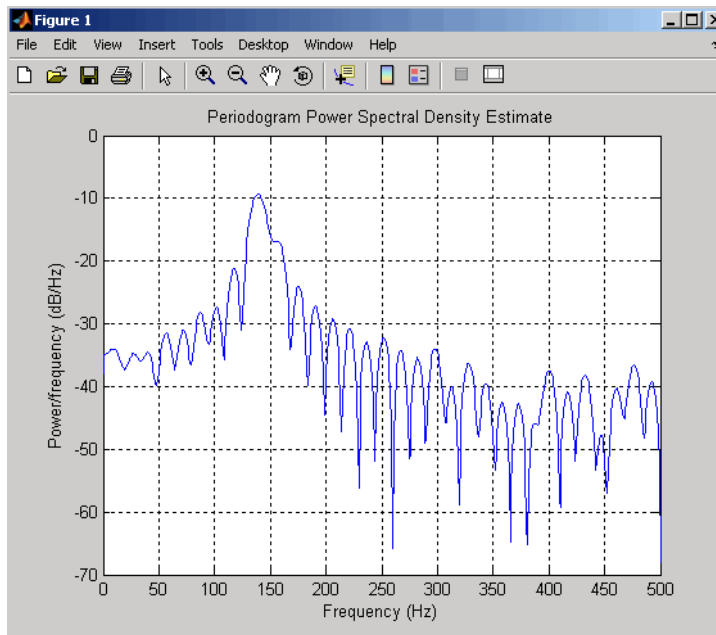 Figure 1
File Edit View Insert Tools Desktop Window Help
Periodogram Power Spectral Density Estimate
Power/frequency (dB/Hz)
0
-10
-20
-30
-40
-50
-60
-70
0 50 100 150 200 250 300 350 400 450 500
Frequency (Hz)